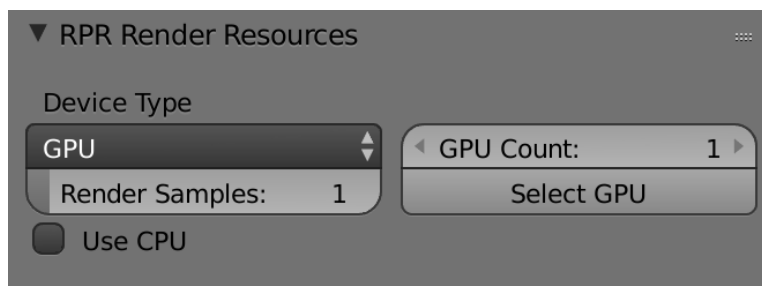 RPR Render Resources
Device Type
GPU
GPU Count: 1
Render Samples: 1
Select GPU
Use CPU